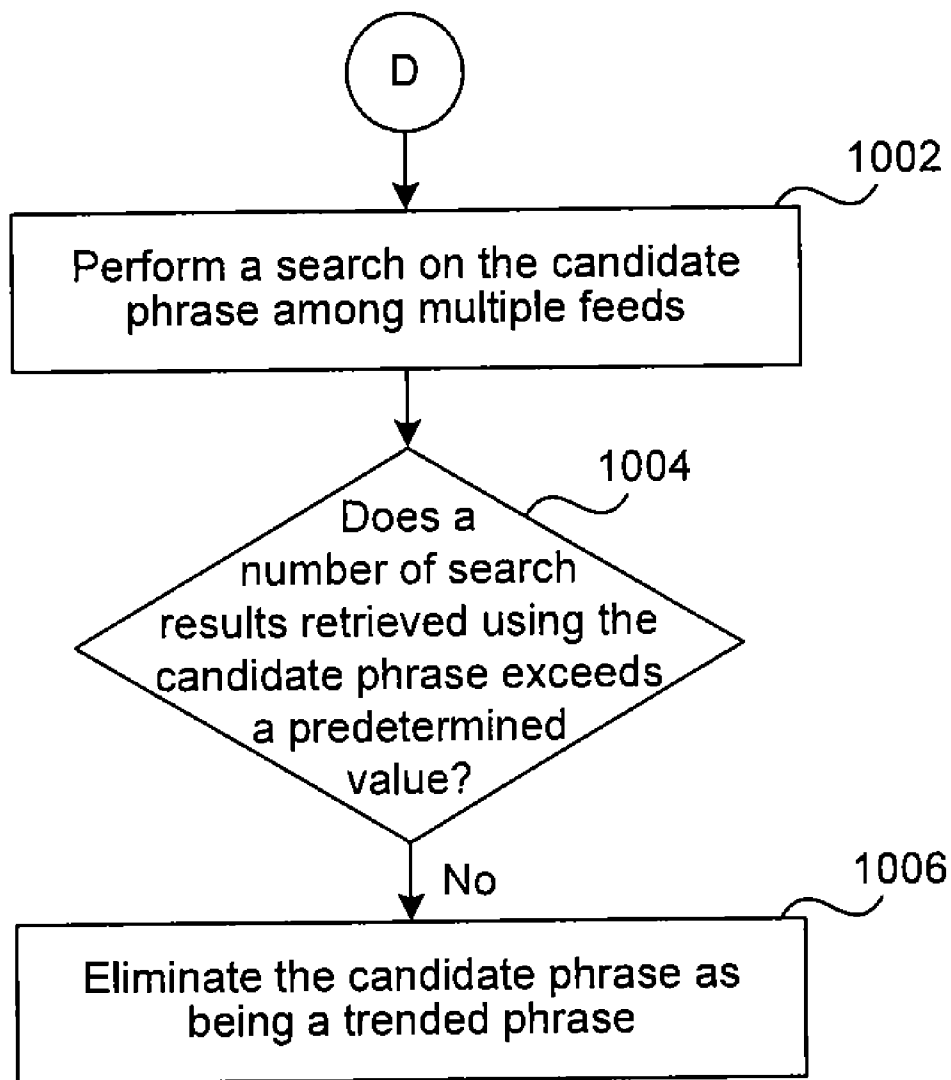 D
1002
Perform a search on the candidate
phrase among multiple feeds
1004
Does a
number of search
results retrieved using the
candidate phrase exceeds
a predetermined
value?
No
1006
Eliminate the candidate phrase as
being a trended phrase